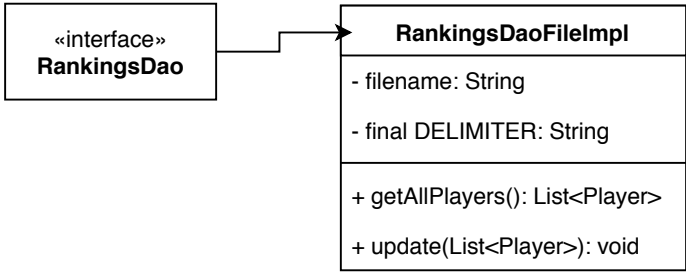 «interface»
RankingsDao
RankingsDaoFileImpl
- filename: String
- final DELIMITER: String
+ getAllPlayers(): List<Player>
+ update(List<Player>): void